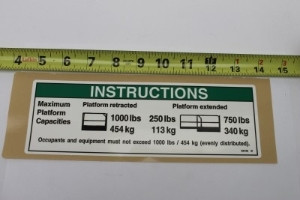 4 5 6 7 8 9 10 11 12 13 14 15
INSTRUCTIONS
Maximum Platform retracted Platform extended
Platform 1000 lbs 250 lbs 750 lbs
Capacities 454 kg 113 kg 340 kg
Occupants and equipment must not exceed 1000 lbs / 454 kg (evenly distributed).